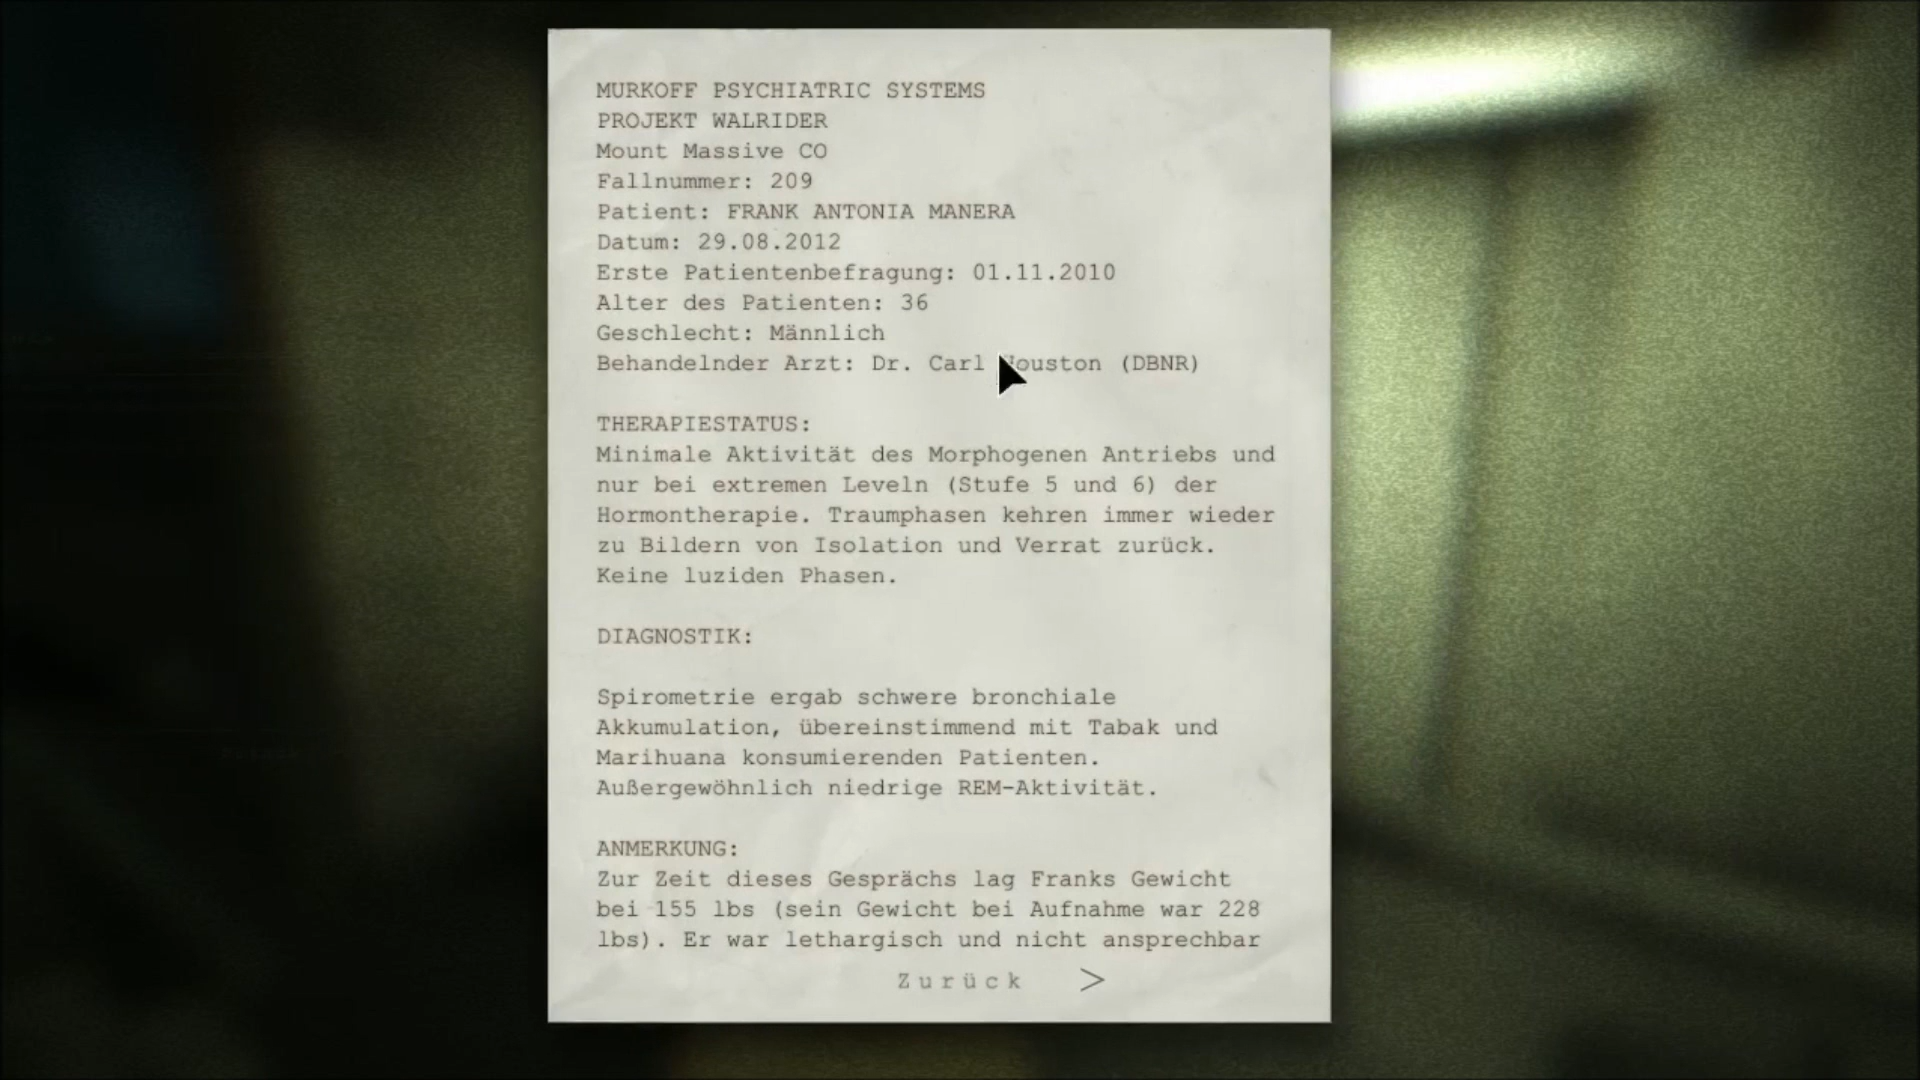 MURKOFF PSYCHIATRIC SYSTEMS
PROJEKT WALRIDER
Mount Massive CO
Fallnummer: 209
Patient: FRANK ANTONIA MANERA
Datum: 29.08.2012
Erste Patientenbefragung: 01.11.2010
Alter des Patienten: 36
Geschlecht: Männlich
Behandelnder Arzt: Dr. Carl Houston (DBNR)
THERAPIESTATUS:
Minimale Aktivität des Morphogenen Antriebs und
nur bei extremen Leveln (Stufe 5 und 6) der
Hormontherapie. Traumphasen kehren immer wieder
zu Bildern von Isolation und Verrat zurück.
Keine luziden Phasen.
DIAGNOSTIK:
Spirometrie ergab schwere bronchiale
Akkumulation, übereinstimmend mit Tabak und
Marihuana konsumierenden Patienten.
Außergewöhnlich niedrige REM-Aktivität.
ANMERKUNG:
Zur Zeit dieses Gesprächs lag Franks Gewicht
bei 155 lbs (sein Gewicht bei Aufnahme war 228
lbs). Er war lethargisch und nicht ansprechbar
Zurück >